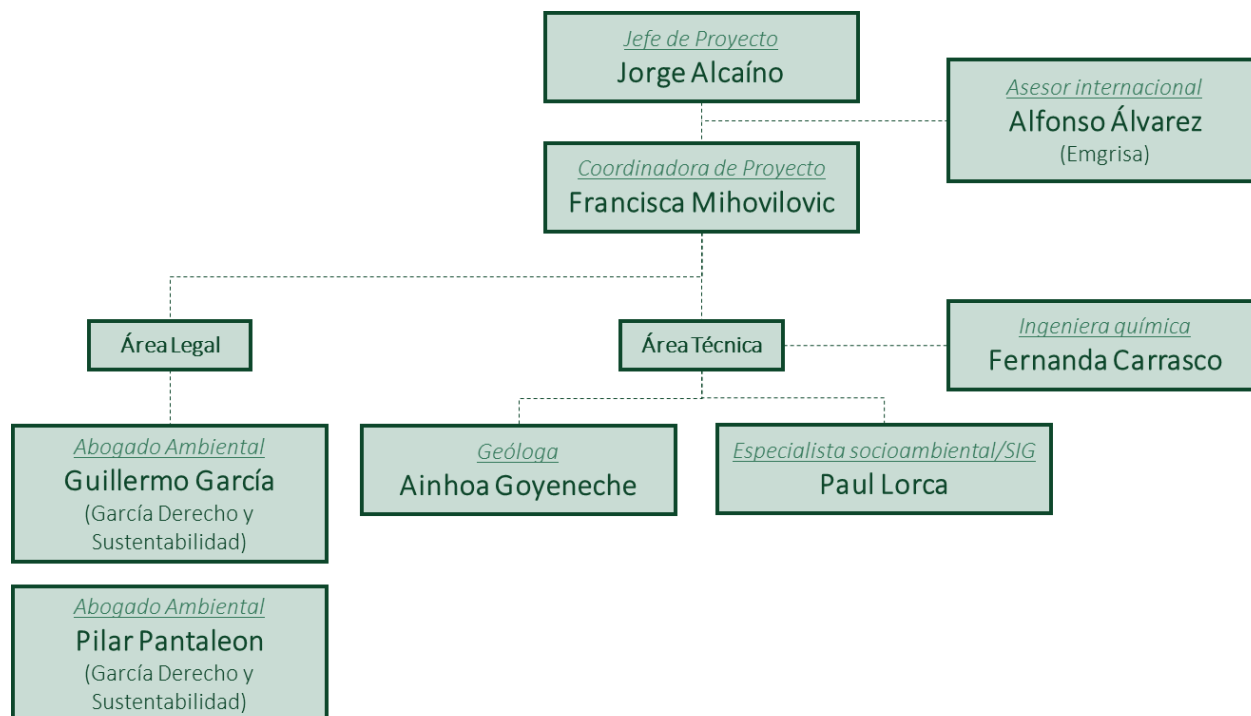 Jefe de Proyecto
Jorge Alcaíno
Asesor internacional
Alfonso Álvarez
(Emgrisa)
Coordinadora de Proyecto
Francisca Mihovilovic
Área Legal
Área Técnica
Ingeniera química
Fernanda Carrasco
Abogado Ambiental
Guillermo García
(García Derecho y
Sustentabilidad)
Geóloga
Ainhoa Goyeneche
Especialista socioambiental/SIG
Paul Lorca
Abogado Ambiental
Pilar Pantaleon
(García Derecho y
Sustentabilidad)